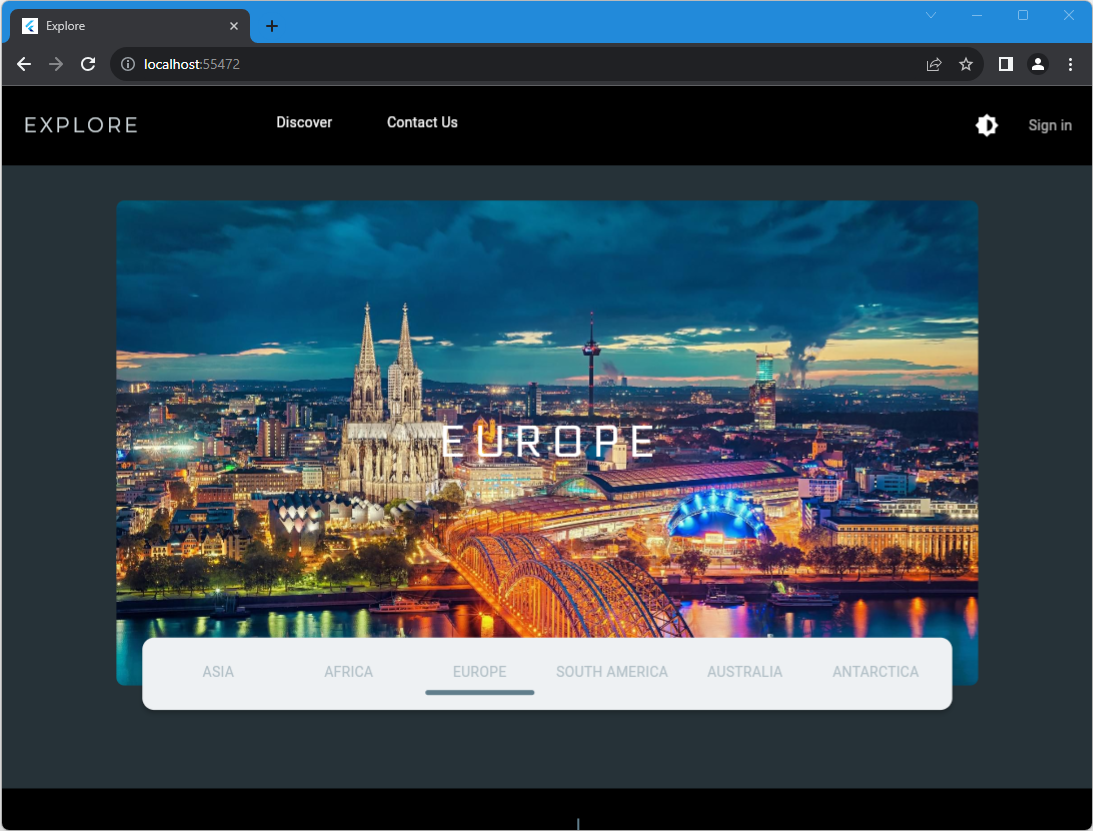 Explore
localhost:55472
EXPLORE Discover Contact Us Sign in
EUROPE
ASIA AFRICA EUROPE SOUTH AMERICA AUSTRALIA ANTARCTICA